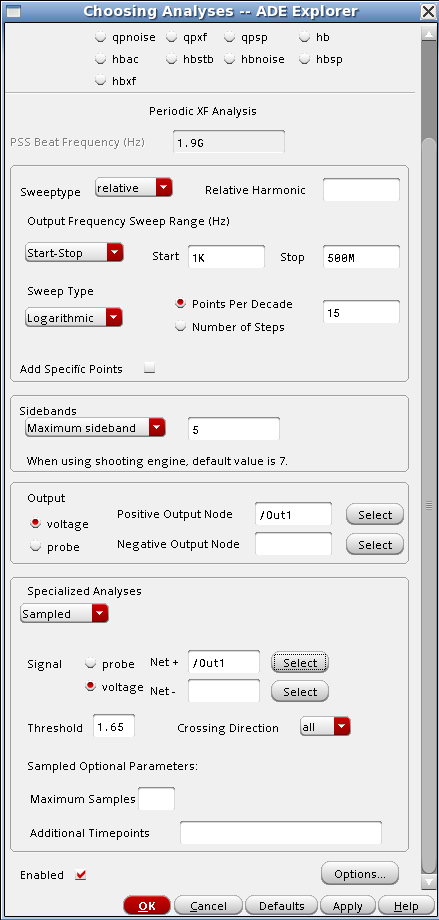 Choosing Analyses -- ADE Explorer
qpnoise qpxf qpsp hb
hbac hbstb hbnoise hbsp
hbxf
Periodic XF Analysis
PSS Beat Frequency (Hz) 1.9G
Sweeptype relative Relative Harmonic
Output Frequency Sweep Range (Hz)
Start-Stop Start 1K Stop 500M
Sweep Type
Points Per Decade
Logarithmic 15
Number of Steps
Add Specific Points
Sidebands
Maximum sideband 5
When using shooting engine, default value is 7.
Output
Positive Output Node /Out1 Select
voltage
probe Negative Output Node Select
Specialized Analyses
Sampled
Signal probe Net + /Out1 Select
voltage Net - Select
Threshold 1.65 Crossing Direction all
Sampled Optional Parameters:
Maximum Samples
Additional Timepoints
Enabled Options...
OK Cancel Defaults Apply Help